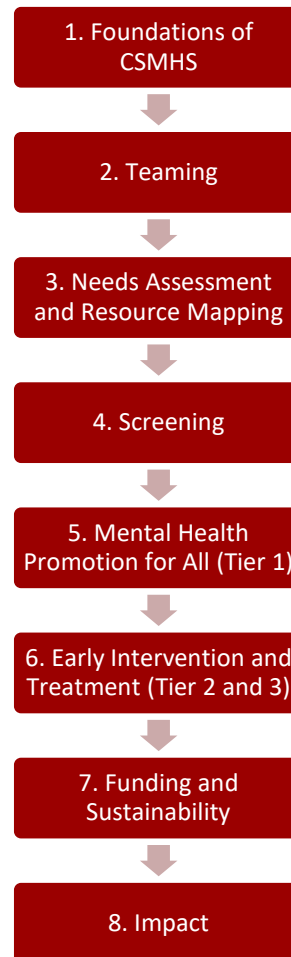 1. Foundations of
CSMHS
2. Teaming
3. Needs Assessment
and Resource Mapping
4. Screening
5. Mental Health
Promotion for All (Tier 1)
6. Early Intervention and
Treatment (Tier 2 and 3)
7. Funding and
Sustainability
8. Impact